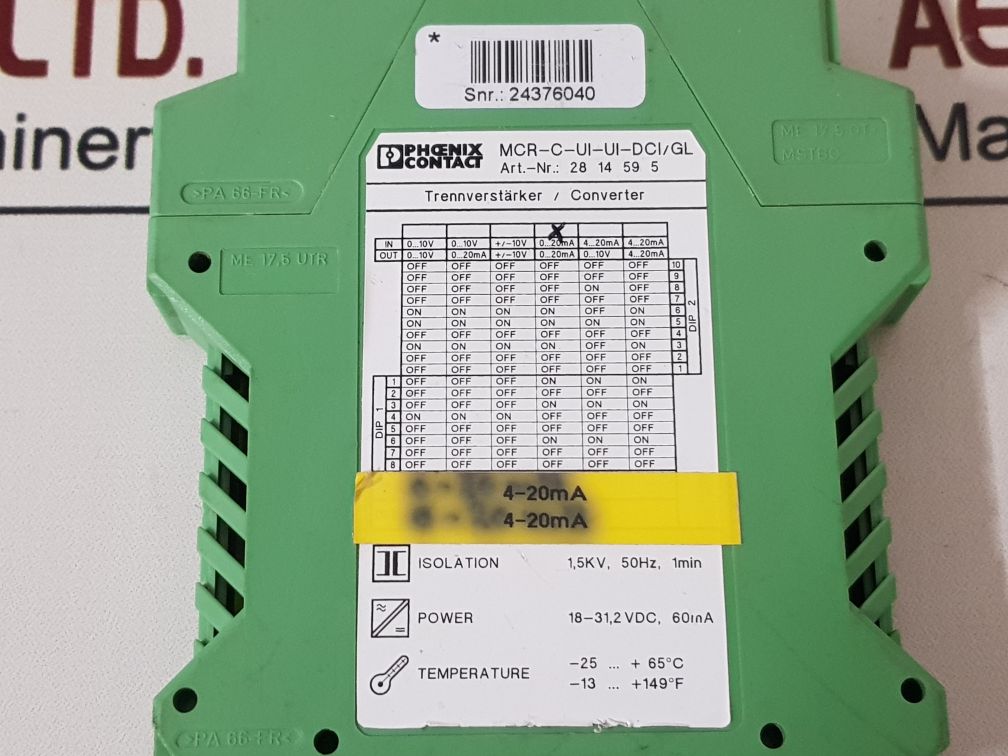 LTD.
AE
iner
Ma
*
Snr.: 24376040
ME 17,5 OT
MSTBO
>PA 66-FR<
PHŒNIX CONTACT
MCR-C-UI-UI-DCI/GL
Art.-Nr.: 28 14 59 5
Trennverstärker / Converter
ME 17,5 UTR
X
IN 0...10V 0...10V +/-10V 0...20mA 4...20mA 4...20mA
OUT 0...10V 0...20mA +/-10V 0...20mA 0...10V 4...20mA
OFF OFF OFF OFF OFF OFF 10
OFF OFF OFF OFF OFF OFF 9
OFF OFF OFF OFF ON OFF 8
OFF OFF OFF OFF OFF OFF 7
ON ON ON ON OFF ON 6
ON ON ON ON OFF ON 5
OFF OFF OFF OFF OFF OFF 4
ON ON OFF ON OFF ON 3
OFF OFF OFF OFF OFF OFF 2
OFF OFF OFF OFF OFF OFF 1
DIP 2
DIP 1
1 OFF OFF OFF ON ON ON
2 OFF OFF OFF OFF OFF OFF
3 OFF OFF OFF ON ON ON
4 ON ON ON OFF OFF OFF
5 OFF OFF OFF OFF OFF OFF
6 OFF OFF OFF ON ON ON
7 OFF OFF OFF OFF OFF OFF
8 OFF OFF OFF OFF OFF OFF
4-20mA
4-20mA
ISOLATION 1,5KV, 50Hz, 1min
POWER 18-31,2VDC, 60mA
TEMPERATURE -25 ... + 65°C
-13 ... +149°F
>PA 66-FR<